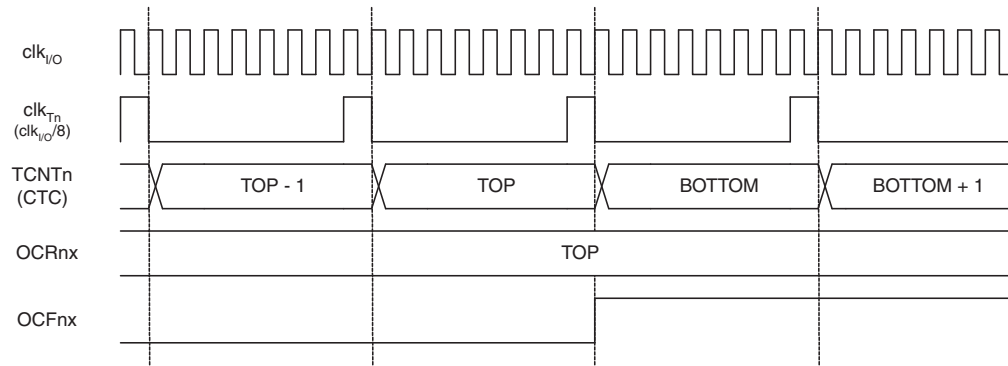 clkI/O
clkTn
(clkI/O/8)
TCNTn
(CTC)
TOP - 1
TOP
BOTTOM
BOTTOM + 1
OCRnx
TOP
OCFnx